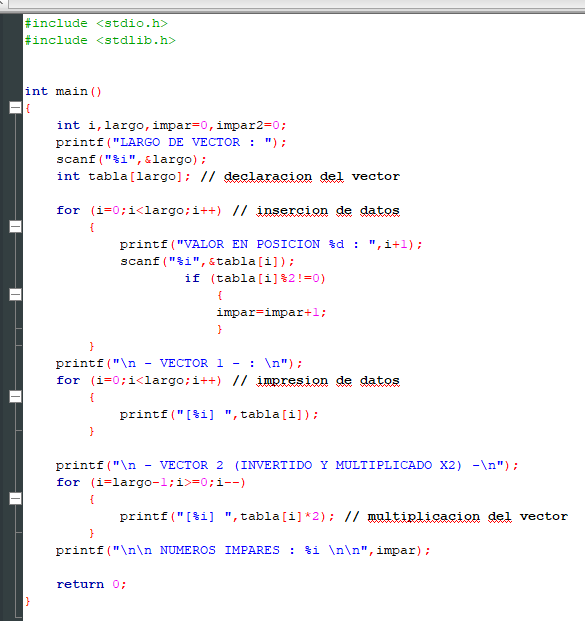 #include <stdio.h>
#include <stdlib.h>
int main()
{
int i,largo,impar=0,impar2=0;
printf("LARGO DE VECTOR : ");
scanf("%i",&largo);
int tabla[largo]; // declaracion del vector
for (i=0;i<largo;i++) // insercion de datos
{
printf("VALOR EN POSICION %d : ",i+1);
scanf("%i",&tabla[i]);
if (tabla[i]%2!=0)
{
impar=impar+1;
}
}
printf("\n - VECTOR 1 - : \n");
for (i=0;i<largo;i++) // impresion de datos
{
printf("[%i] ",tabla[i]);
}
printf("\n - VECTOR 2 (INVERTIDO Y MULTIPLICADO X2) -\n");
for (i=largo-1;i>=0;i--)
{
printf("[%i] ",tabla[i]*2); // multiplicacion del vector
}
printf("\n\n NUMEROS IMPARES : %i \n\n",impar);
return 0;
}